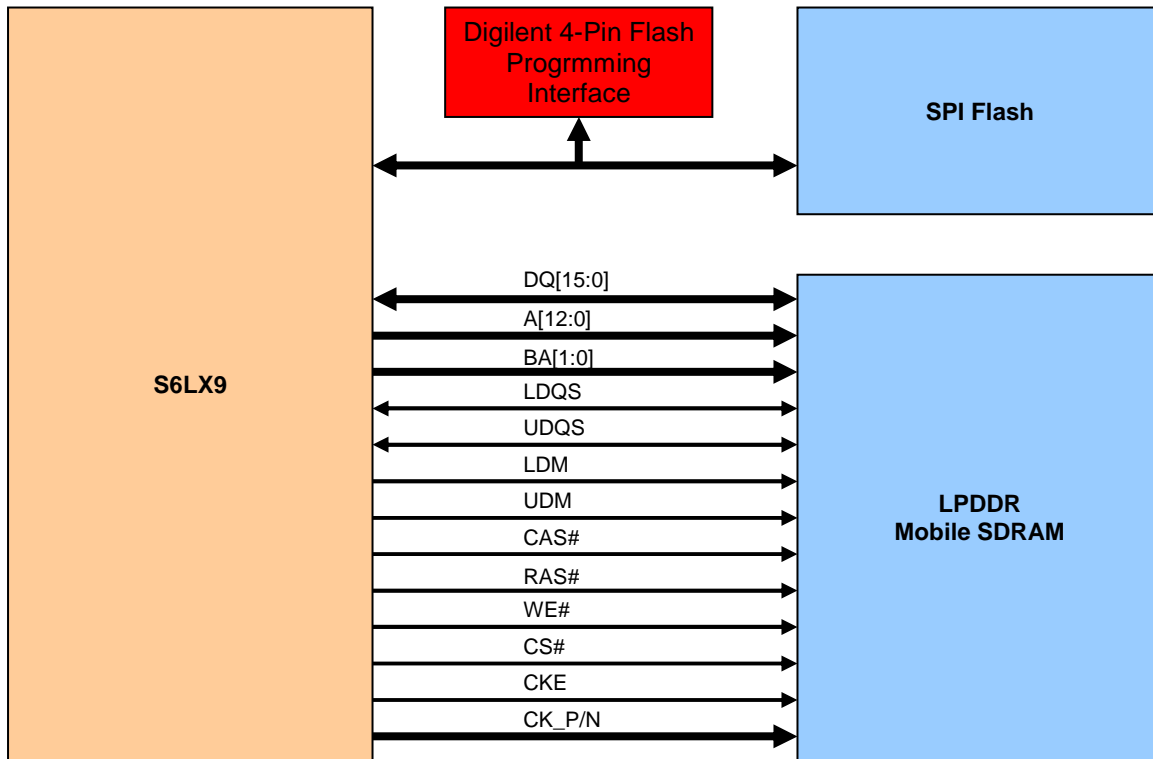 Digilent 4-Pin Flash
Progrmming
Interface
SPI Flash
S6LX9
DQ[15:0]
A[12:0]
BA[1:0]
LDQS
UDQS
LDM
UDM
CAS#
RAS#
WE#
CS#
CKE
CK_P/N
LPDDR
Mobile SDRAM